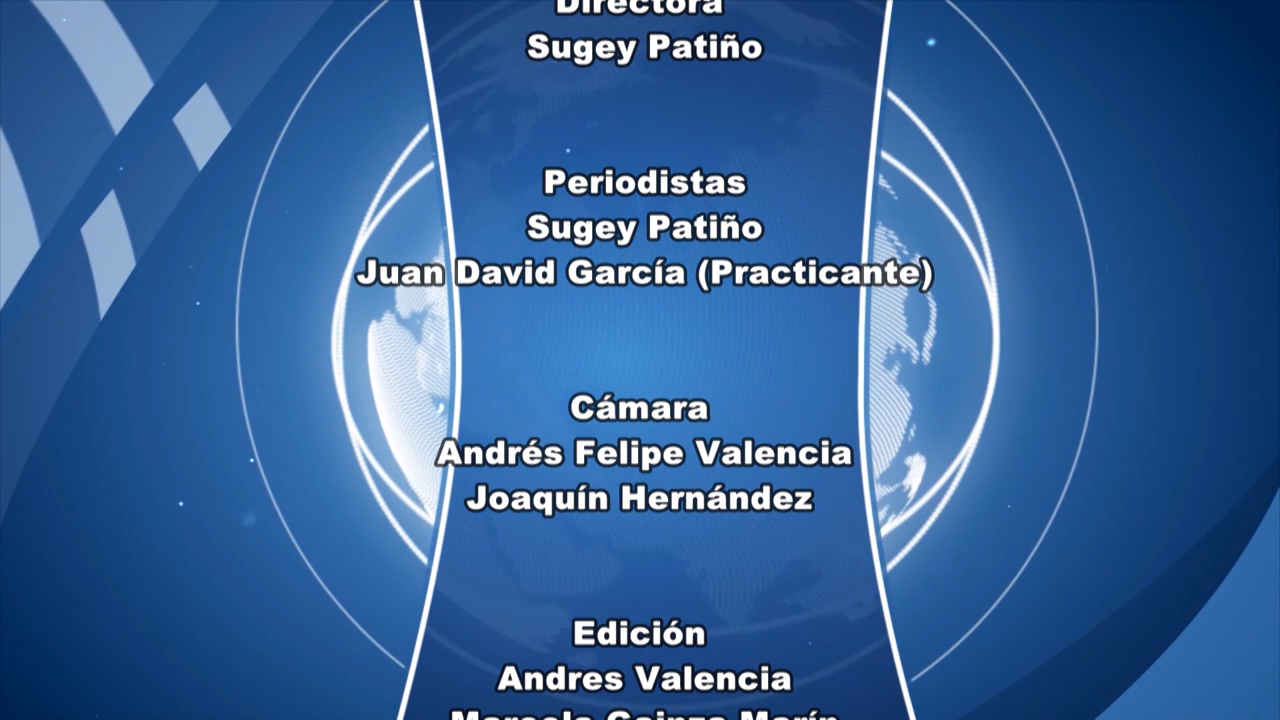 Directora
Sugey Patiño
Periodistas
Sugey Patiño
Juan David García (Practicante)
Cámara
Andrés Felipe Valencia
Joaquín Hernández
Edición
Andres Valencia
Marcela